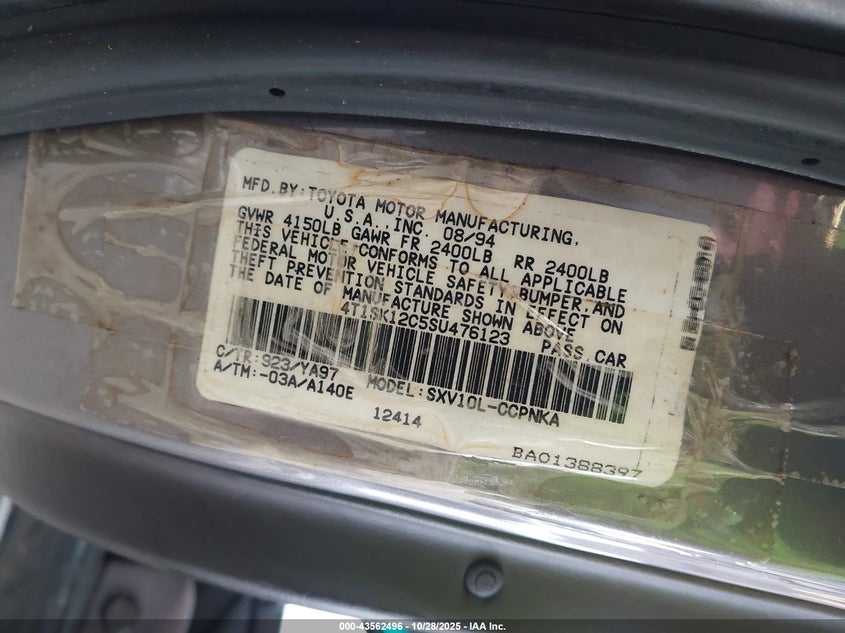 MFD. BY: TOYOTA MOTOR MANUFACTURING,
U.S.A., INC. 08/94
GVWR 4150LB GAWR FR 2400LB RR 2400LB
THIS VEHICLE CONFORMS TO ALL APPLICABLE
FEDERAL MOTOR VEHICLE SAFETY BUMPER, AND
THEFT PREVENTION STANDARDS IN EFFECT ON
THE DATE OF MANUFACTURE SHOWN ABOVE
4T1SK12C5SU476123 PASS. CAR
C/TR: 923/YA97 MODEL: SXV10L-CCPNKA
A/TM: -03A/A140E
12414
BA01388397
000-43562496 - 10/28/2025 - IAA Inc.